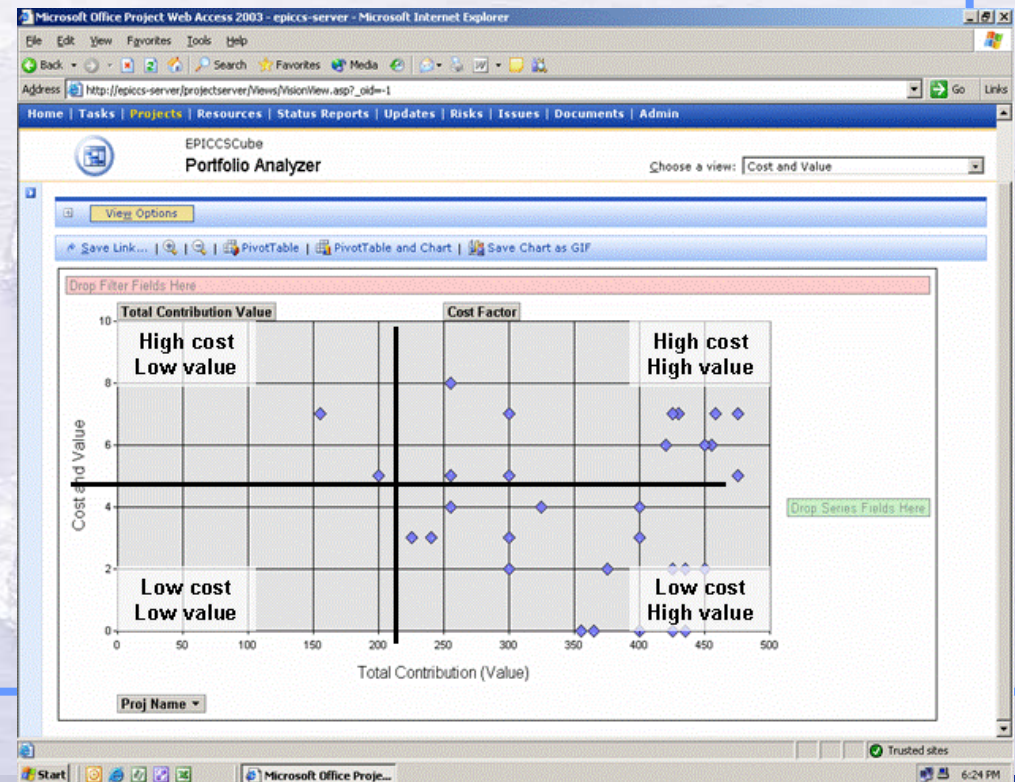 Microsoft Office Project Web Access 2003 - epiccs-server - Microsoft Internet Explorer
File Edit View Favorites Tools Help
Back Search Favorites Media
Address http://epiccs-server/projectserver/Views/VisionView.asp?_oid=-1 Go Links
Home | Tasks | Projects | Resources | Status Reports | Updates | Risks | Issues | Documents | Admin
EPICCSCube
Portfolio Analyzer
Choose a view: Cost and Value
View Options
Save Link... | | | PivotTable | PivotTable and Chart | Save Chart as GIF
Drop Filter Fields Here
Total Contribution Value Cost Factor
10
High cost
Low value
High cost
High value
8
6
Cost and Value
4
Drop Series Fields Here
2
Low cost
Low value
Low cost
High value
0
0 50 100 150 200 250 300 350 400 450 500
Total Contribution (Value)
Proj Name
Trusted sites
Start Microsoft Office Proje... 6:24 PM